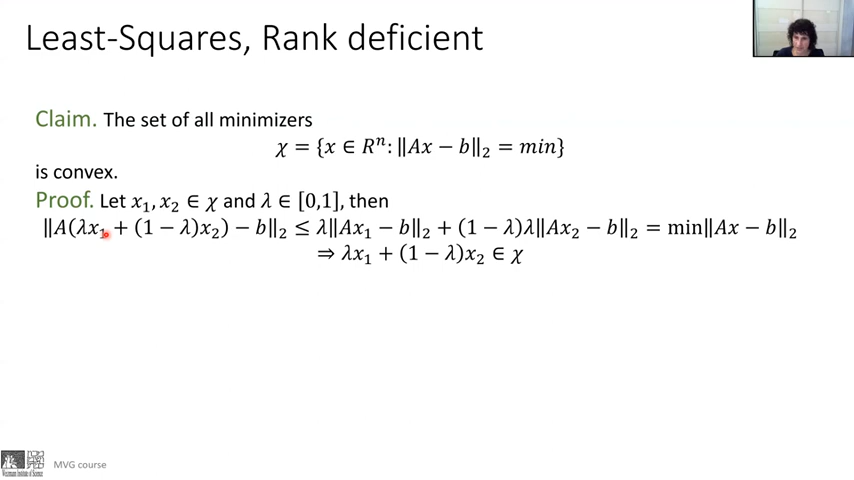 Least-Squares, Rank deficient
Claim. The set of all minimizers
χ = {x ∈ Rⁿ: ‖Ax − b‖₂ = min}
is convex.
Proof. Let x₁, x₂ ∈ χ and λ ∈ [0,1], then
‖A(λx₁ + (1 − λ)x₂) − b‖₂ ≤ λ‖Ax₁ − b‖₂ + (1 − λ)λ‖Ax₂ − b‖₂ = min‖Ax − b‖₂
⇒ λx₁ + (1 − λ)x₂ ∈ χ
MVG course